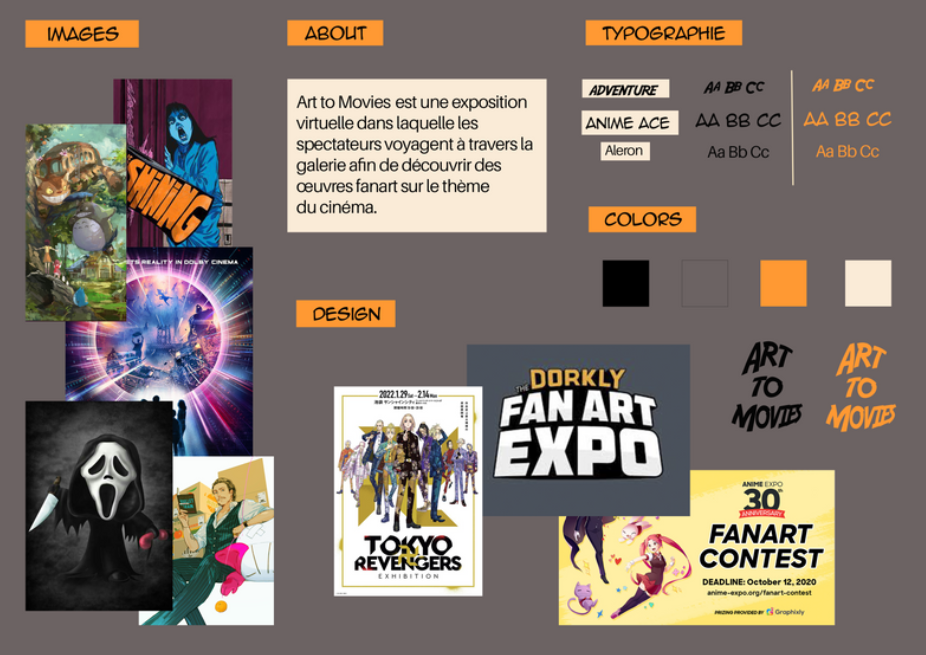 IMAGES
SHINING
ETS REALITY IN DOLBY CINEMA
ABOUT
Art to Movies est une exposition
virtuelle dans laquelle les
spectateurs voyagent à travers la
galerie afin de découvrir des
œuvres fanart sur le thème
du cinéma.
TYPOGRAPHIE
ADVENTURE AA BB CC AA BB CC
ANIME ACE AA BB CC AA BB CC
Aleron Aa Bb Cc Aa Bb Cc
COLORS
ART
TO
MOVIES
ART
TO
MOVIES
DESIGN
2022.1.29 2.14
TOKYO
REVENGERS
EXHIBITION
THE DORKLY
FAN ART
EXPO
ANIME EXPO
30th
ANNIVERSARY
FANART
CONTEST
DEADLINE: October 12, 2020
anime-expo.org/fanart-contest
PRIZING PROVIDED BY Graphixly